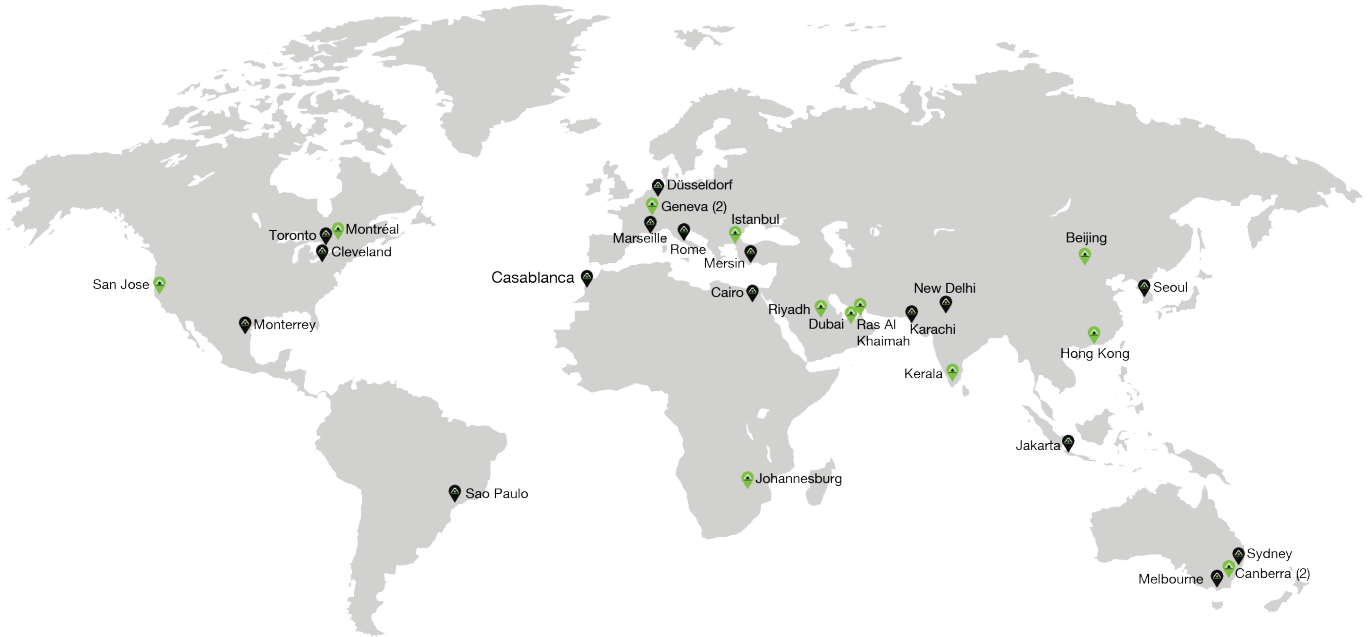 Düsseldorf
Geneva (2)
Istanbul
Montréal
Toronto
Marseille
Rome
Beijing
Cleveland
Mersin
Casablanca
San Jose
Cairo
New Delhi
Seoul
Riyadh
Dubai
Ras Al
Khaimah
Karachi
Monterrey
Hong Kong
Kerala
Jakarta
Johannesburg
Sao Paulo
Sydney
Canberra (2)
Melbourne